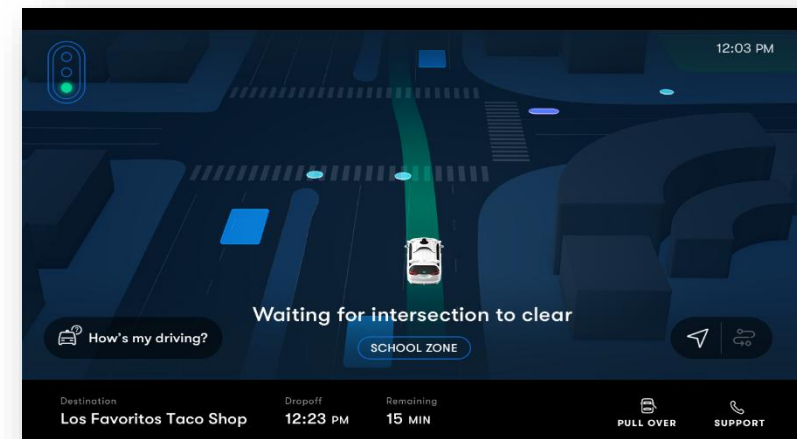 12:03 PM
Waiting for intersection to clear
How's my driving?
SCHOOL ZONE
Destination
Los Favoritos Taco Shop
Dropoff
12:23 PM
Remaining
15 MIN
PULL OVER
SUPPORT